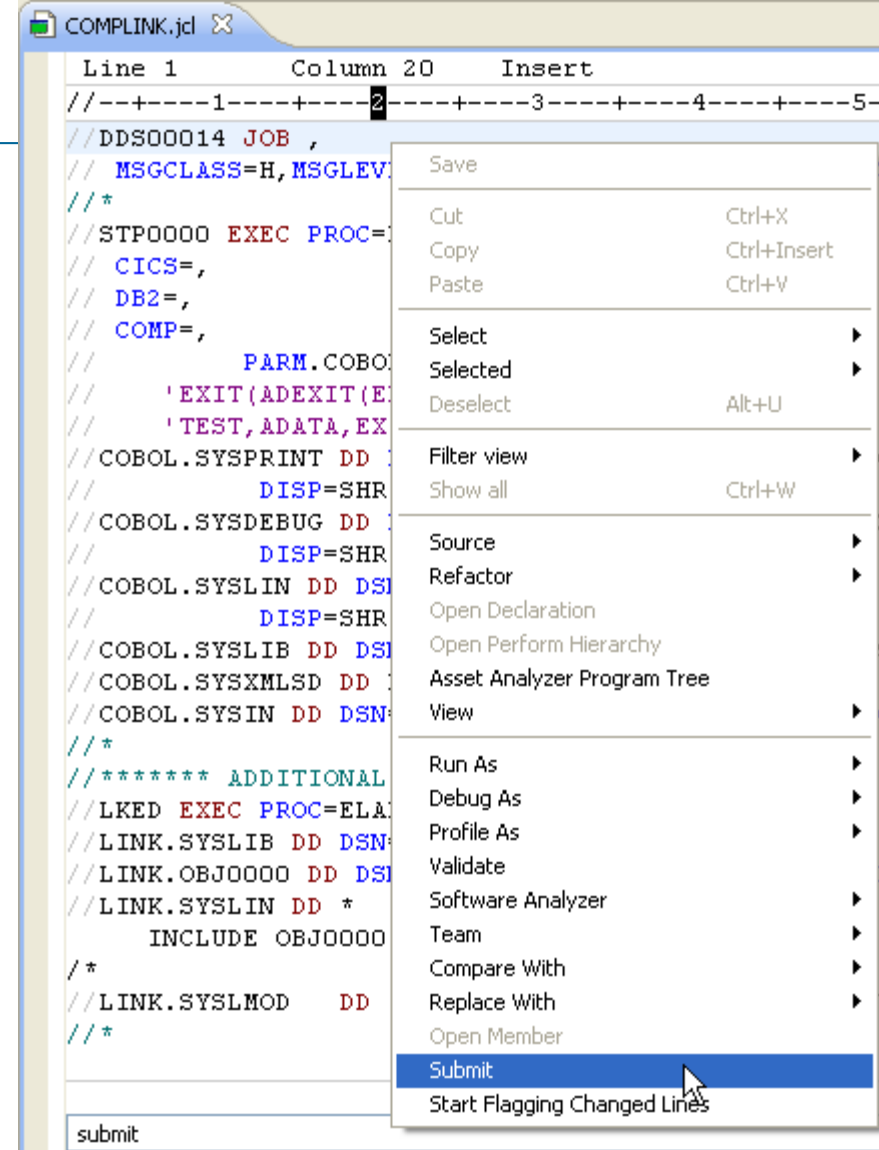 COMPLINK.jcl
Line 1 Column 20 Insert
//--+----1----+----2----+----3----+----4----+----5-
//DDS00014 JOB ,
// MSGCLASS=H,MSGLEV
//*
//STP0000 EXEC PROC=
// CICS=,
// DB2=,
// COMP=,
// PARM.COBO
// 'EXIT(ADEXIT(E
// 'TEST,ADATA,EX
//COBOL.SYSPRINT DD
// DISP=SHR
//COBOL.SYSDEBUG DD
// DISP=SHR
//COBOL.SYSLIN DD DS
// DISP=SHR
//COBOL.SYSLIB DD DS
//COBOL.SYSXMLSD DD
//COBOL.SYSIN DD DSN
//*
//******* ADDITIONAL
//LKED EXEC PROC=ELA
//LINK.SYSLIB DD DSN
//LINK.OBJ0000 DD DS
//LINK.SYSLIN DD *
INCLUDE OBJ0000
/*
//LINK.SYSLMOD DD
//*
submit
Save
Cut Ctrl+X
Copy Ctrl+Insert
Paste Ctrl+V
Select
Selected
Deselect Alt+U
Filter view
Show all Ctrl+W
Source
Refactor
Open Declaration
Open Perform Hierarchy
Asset Analyzer Program Tree
View
Run As
Debug As
Profile As
Validate
Software Analyzer
Team
Compare With
Replace With
Open Member
Submit
Start Flagging Changed Lines